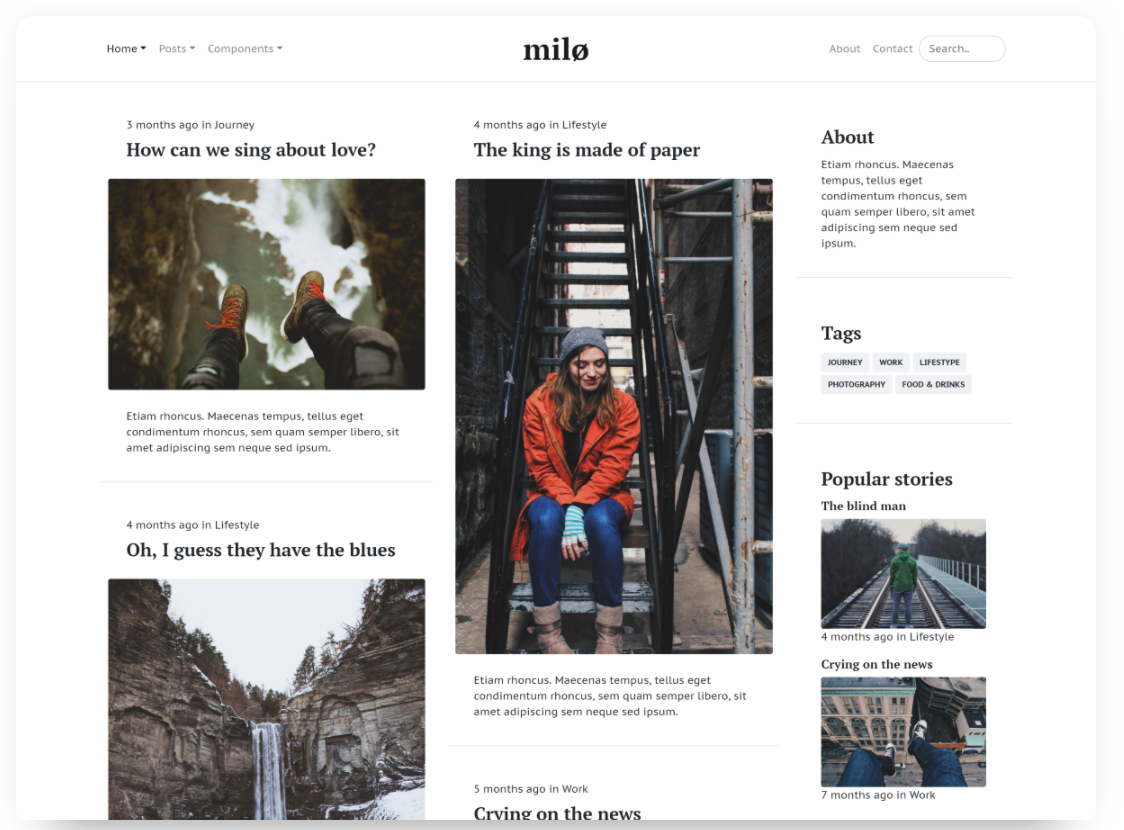 Home Posts Components
milø
About Contact Search..
3 months ago in Journey
How can we sing about love?
Etiam rhoncus. Maecenas tempus, tellus eget
condimentum rhoncus, sem quam semper libero, sit
amet adipiscing sem neque sed ipsum.
4 months ago in Lifestyle
Oh, I guess they have the blues
4 months ago in Lifestyle
The king is made of paper
Etiam rhoncus. Maecenas tempus, tellus eget
condimentum rhoncus, sem quam semper libero, sit
amet adipiscing sem neque sed ipsum.
5 months ago in Work
Crying on the news
About
Etiam rhoncus. Maecenas
tempus, tellus eget
condimentum rhoncus, sem
quam semper libero, sit amet
adipiscing sem neque sed
ipsum.
Tags
JOURNEY WORK LIFESTYPE
PHOTOGRAPHY FOOD & DRINKS
Popular stories
The blind man
4 months ago in Lifestyle
Crying on the news
7 months ago in Work